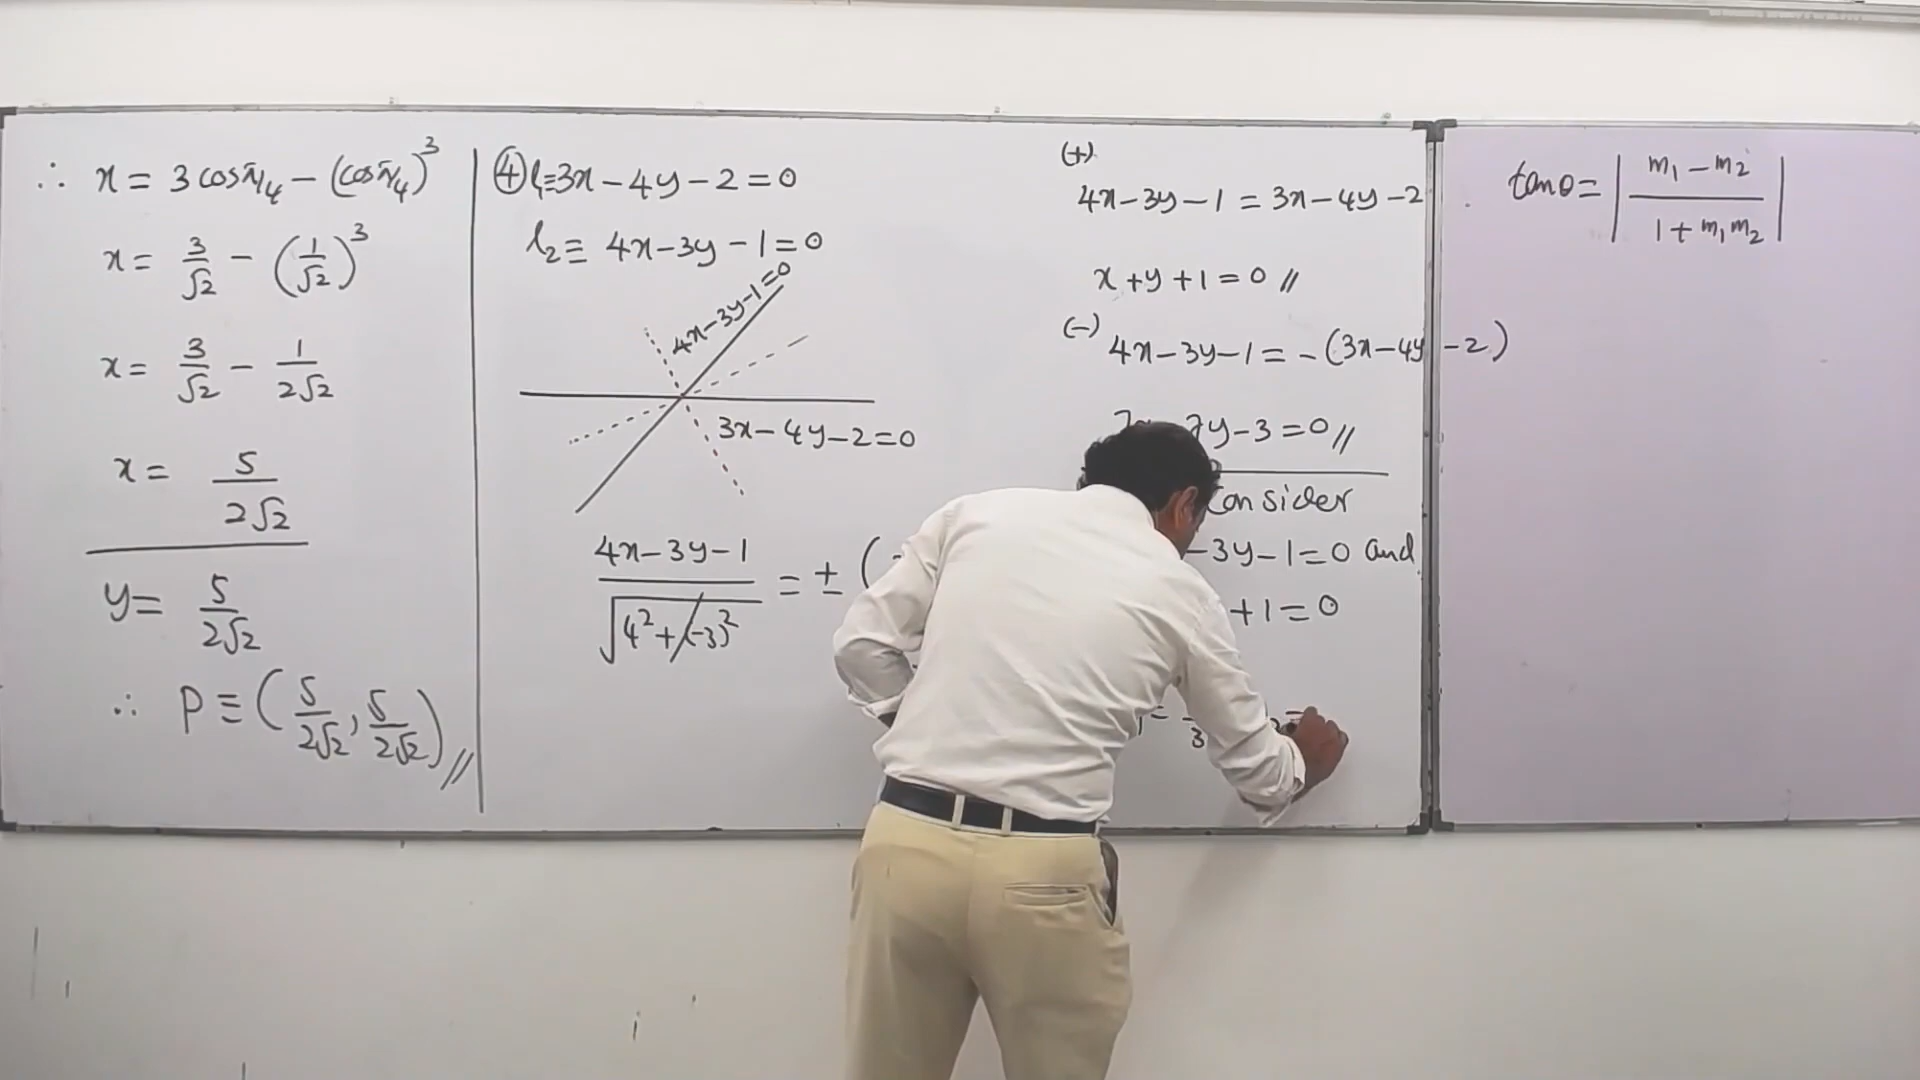 ∴ x = 3 cos π/4 − (cos π/4)³
x = 3/√2 − (1/√2)³
x = 3/√2 − 1/2√2
x = 5/2√2
y = 5/2√2
∴ P ≡ (5/2√2, 5/2√2) //
④ l₁≡3x − 4y − 2 = 0
l₂ ≡ 4x − 3y − 1 = 0
4x − 3y − 1 = 0
3x − 4y − 2 = 0
(4x − 3y − 1)/√(4² + (−3)²) = ± (
(+)
4x − 3y − 1 = 3x − 4y − 2
x + y + 1 = 0 //
(−) 4x − 3y − 1 = − (3x − 4y − 2)
7y − 3 = 0 //
Consider
− 3y − 1 = 0 and
+ 1 = 0
tan θ = | (m₁ − m₂)/(1 + m₁m₂) |